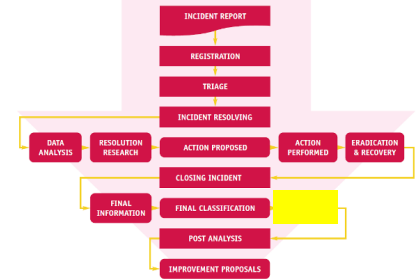 INCIDENT REPORT
REGISTRATION
TRIAGE
INCIDENT RESOLVING
DATA
ANALYSIS
RESOLUTION
RESEARCH
ACTION PROPOSED
ACTION
PERFORMED
ERADICATION
& RECOVERY
CLOSING INCIDENT
FINAL
INFORMATION
FINAL CLASSIFICATION
POST ANALYSIS
IMPROVEMENT PROPOSALS